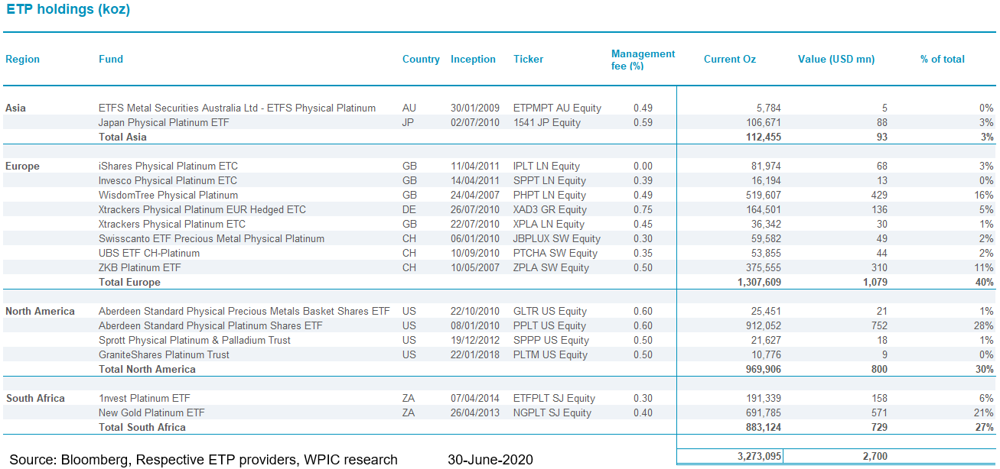 ETP holdings (koz)
Region Fund Country Inception Ticker Management fee (%) Current Oz Value (USD mn) % of total
Asia ETFS Metal Securities Australia Ltd - ETFS Physical Platinum AU 30/01/2009 ETPMPT AU Equity 0.49 5,784 5 0%
Japan Physical Platinum ETF JP 02/07/2010 1541 JP Equity 0.59 106,671 88 3%
Total Asia 112,455 93 3%
Europe iShares Physical Platinum ETC GB 11/04/2011 IPLT LN Equity 0.00 81,974 68 3%
Invesco Physical Platinum ETC GB 14/04/2011 SPPT LN Equity 0.39 16,194 13 0%
WisdomTree Physical Platinum GB 24/04/2007 PHPT LN Equity 0.49 519,607 429 16%
Xtrackers Physical Platinum EUR Hedged ETC DE 26/07/2010 XAD3 GR Equity 0.75 164,501 136 5%
Xtrackers Physical Platinum ETC GB 22/07/2010 XPLA LN Equity 0.45 36,342 30 1%
Swisscanto ETF Precious Metal Physical Platinum CH 06/01/2010 JBPLUX SW Equity 0.30 59,582 49 2%
UBS ETF CH-Platinum CH 10/09/2010 PTCHA SW Equity 0.35 53,855 44 2%
ZKB Platinum ETF CH 10/05/2007 ZPLA SW Equity 0.50 375,555 310 11%
Total Europe 1,307,609 1,079 40%
North America Aberdeen Standard Physical Precious Metals Basket Shares ETF US 22/10/2010 GLTR US Equity 0.60 25,451 21 1%
Aberdeen Standard Physical Platinum Shares ETF US 08/01/2010 PPLT US Equity 0.60 912,052 752 28%
Sprott Physical Platinum & Palladium Trust US 19/12/2012 SPPP US Equity 0.50 21,627 18 1%
GraniteShares Platinum Trust US 22/01/2018 PLTM US Equity 0.50 10,776 9 0%
Total North America 969,906 800 30%
South Africa 1nvest Platinum ETF ZA 07/04/2014 ETFPLT SJ Equity 0.30 191,339 158 6%
New Gold Platinum ETF ZA 26/04/2013 NGPLT SJ Equity 0.40 691,785 571 21%
Total South Africa 883,124 729 27%
3,273,095 2,700
Source: Bloomberg, Respective ETP providers, WPIC research 30-June-2020